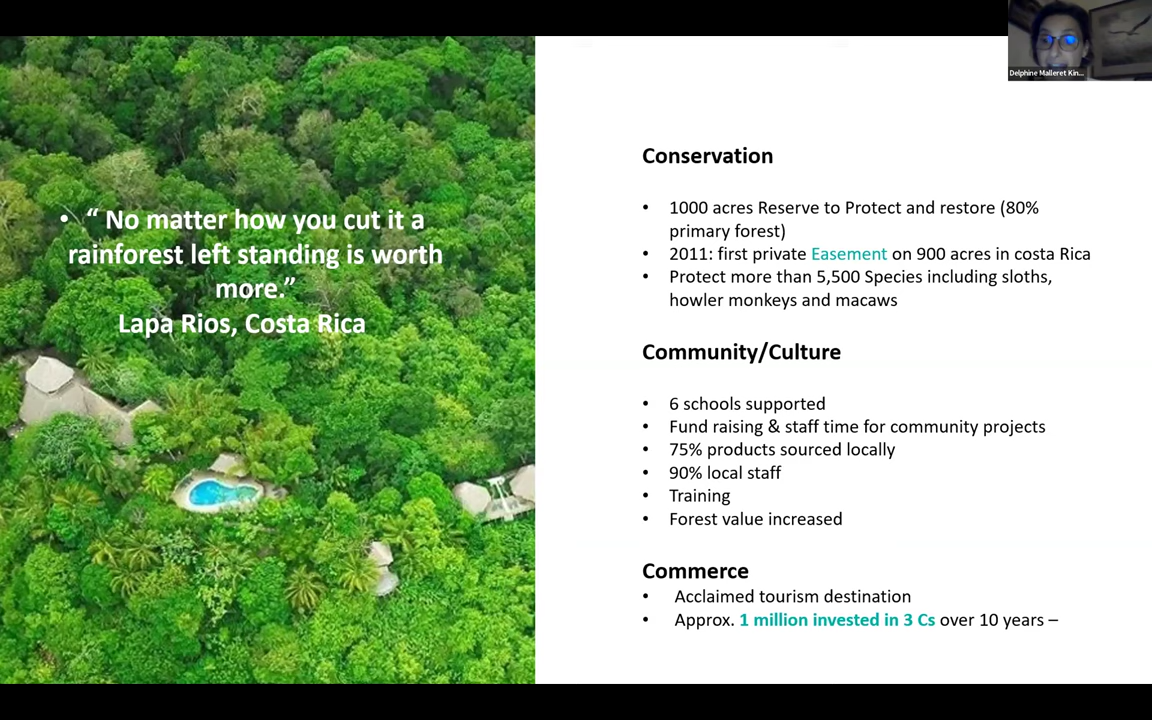 Delphine Malleret Kin...
• “ No matter how you cut it a
rainforest left standing is worth
more.”
Lapa Rios, Costa Rica
Conservation
• 1000 acres Reserve to Protect and restore (80%
primary forest)
• 2011: first private Easement on 900 acres in costa Rica
• Protect more than 5,500 Species including sloths,
howler monkeys and macaws
Community/Culture
• 6 schools supported
• Fund raising & staff time for community projects
• 75% products sourced locally
• 90% local staff
• Training
• Forest value increased
Commerce
• Acclaimed tourism destination
• Approx. 1 million invested in 3 Cs over 10 years –